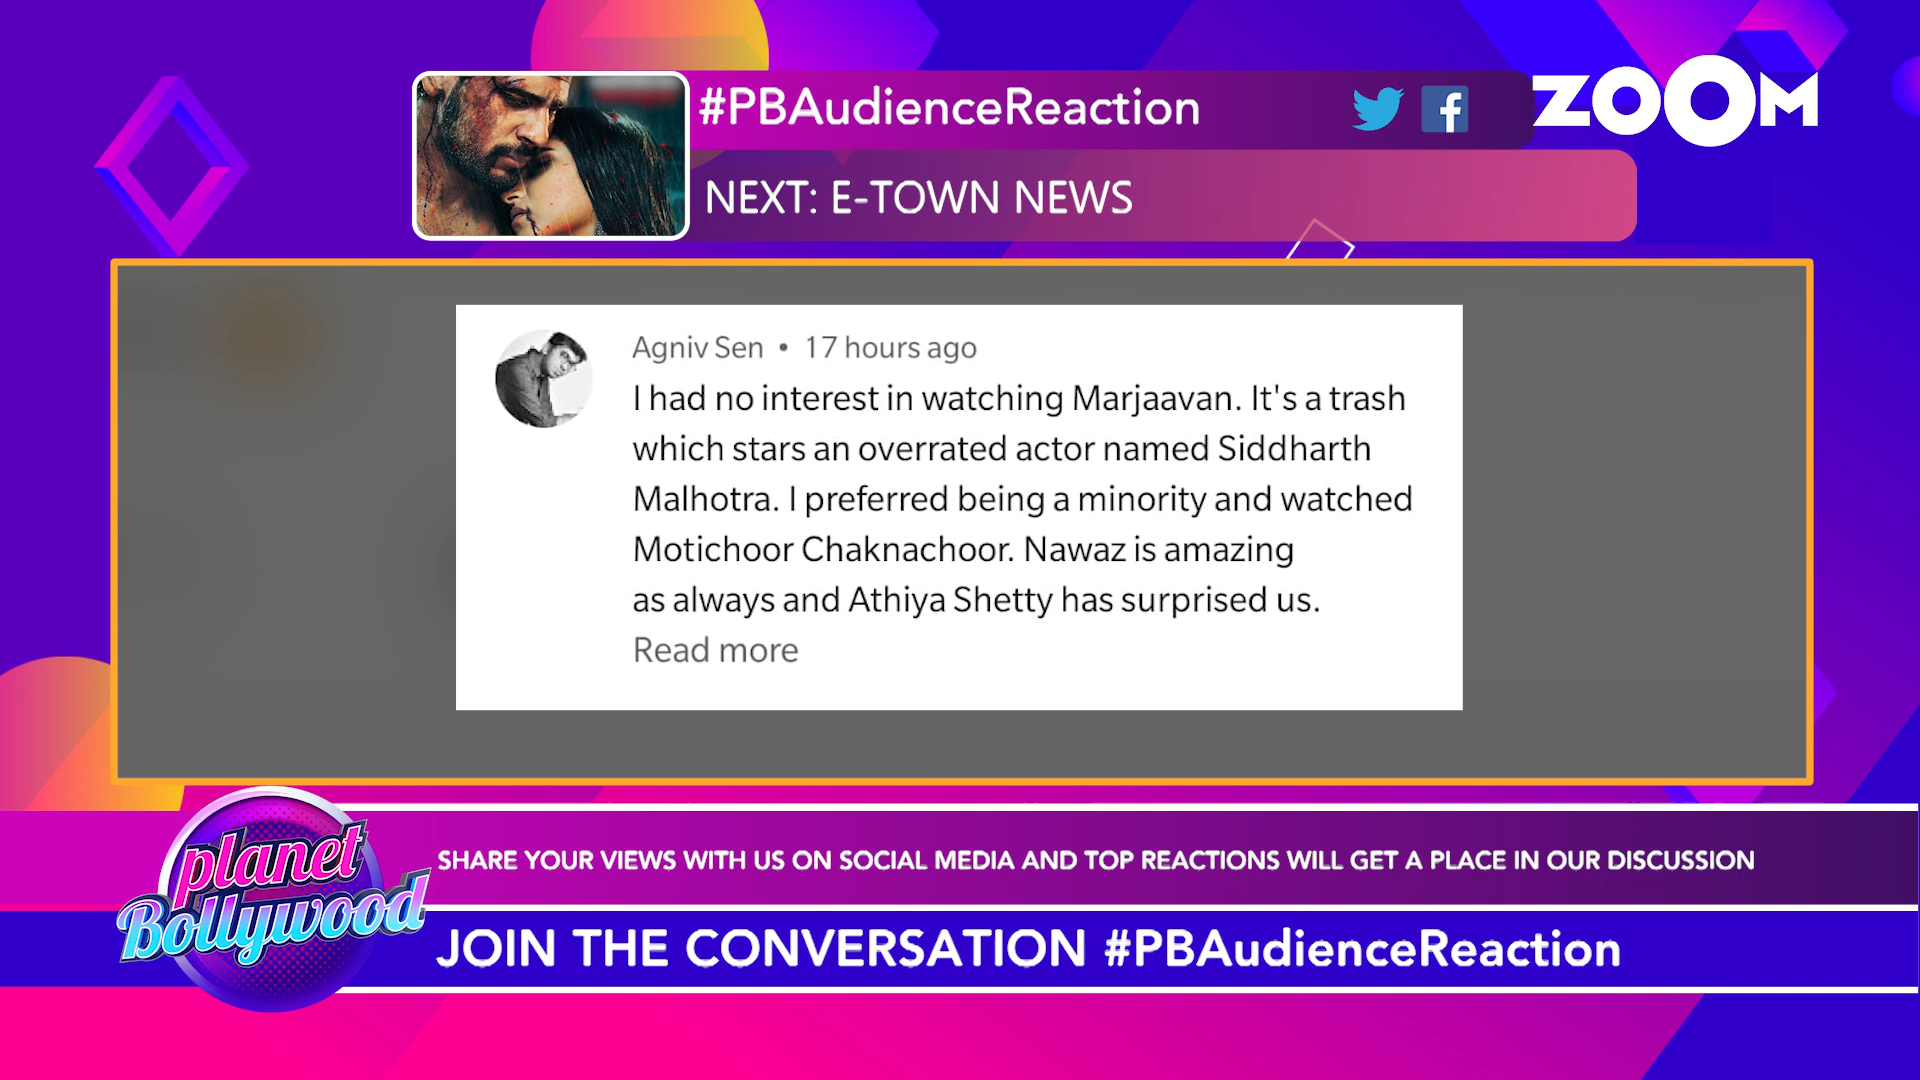 #PBAudienceReaction
ZOOM
NEXT: E-TOWN NEWS
Agniv Sen • 17 hours ago
I had no interest in watching Marjaavan. It's a trash
which stars an overrated actor named Siddharth
Malhotra. I preferred being a minority and watched
Motichoor Chaknachoor. Nawaz is amazing
as always and Athiya Shetty has surprised us.
Read more
planet
Bollywood
SHARE YOUR VIEWS WITH US ON SOCIAL MEDIA AND TOP REACTIONS WILL GET A PLACE IN OUR DISCUSSION
JOIN THE CONVERSATION #PBAudienceReaction